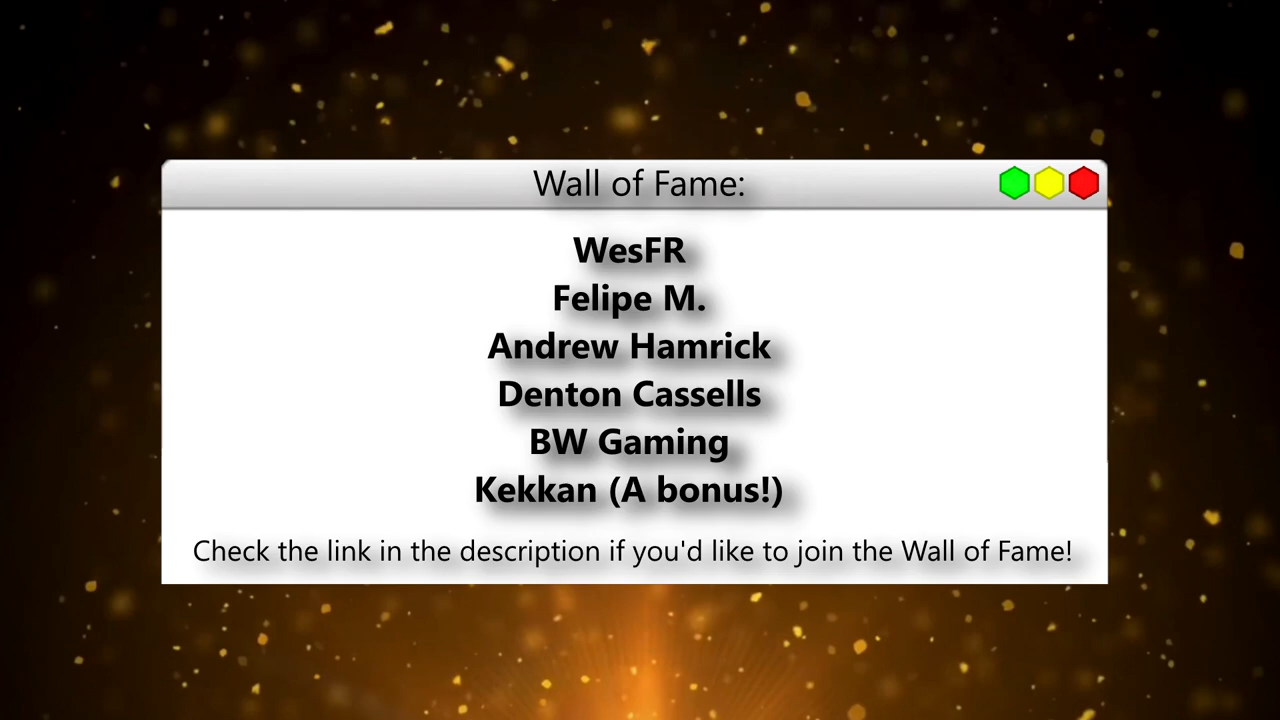 Wall of Fame:
WesFR
Felipe M.
Andrew Hamrick
Denton Cassells
BW Gaming
Kekkan (A bonus!)
Check the link in the description if you'd like to join the Wall of Fame!